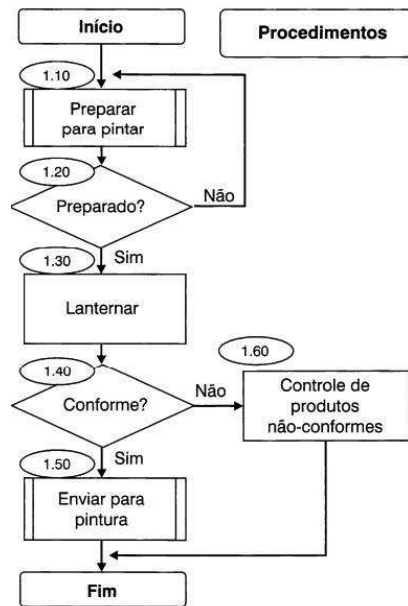 Início
Procedimentos
1.10
Preparar
para pintar
1.20
Não
Preparado?
1.30
Sim
Lanternar
1.40
1.60
Não
Conforme?
Controle de
produtos
não-conformes
1.50
Sim
Enviar para
pintura
Fim